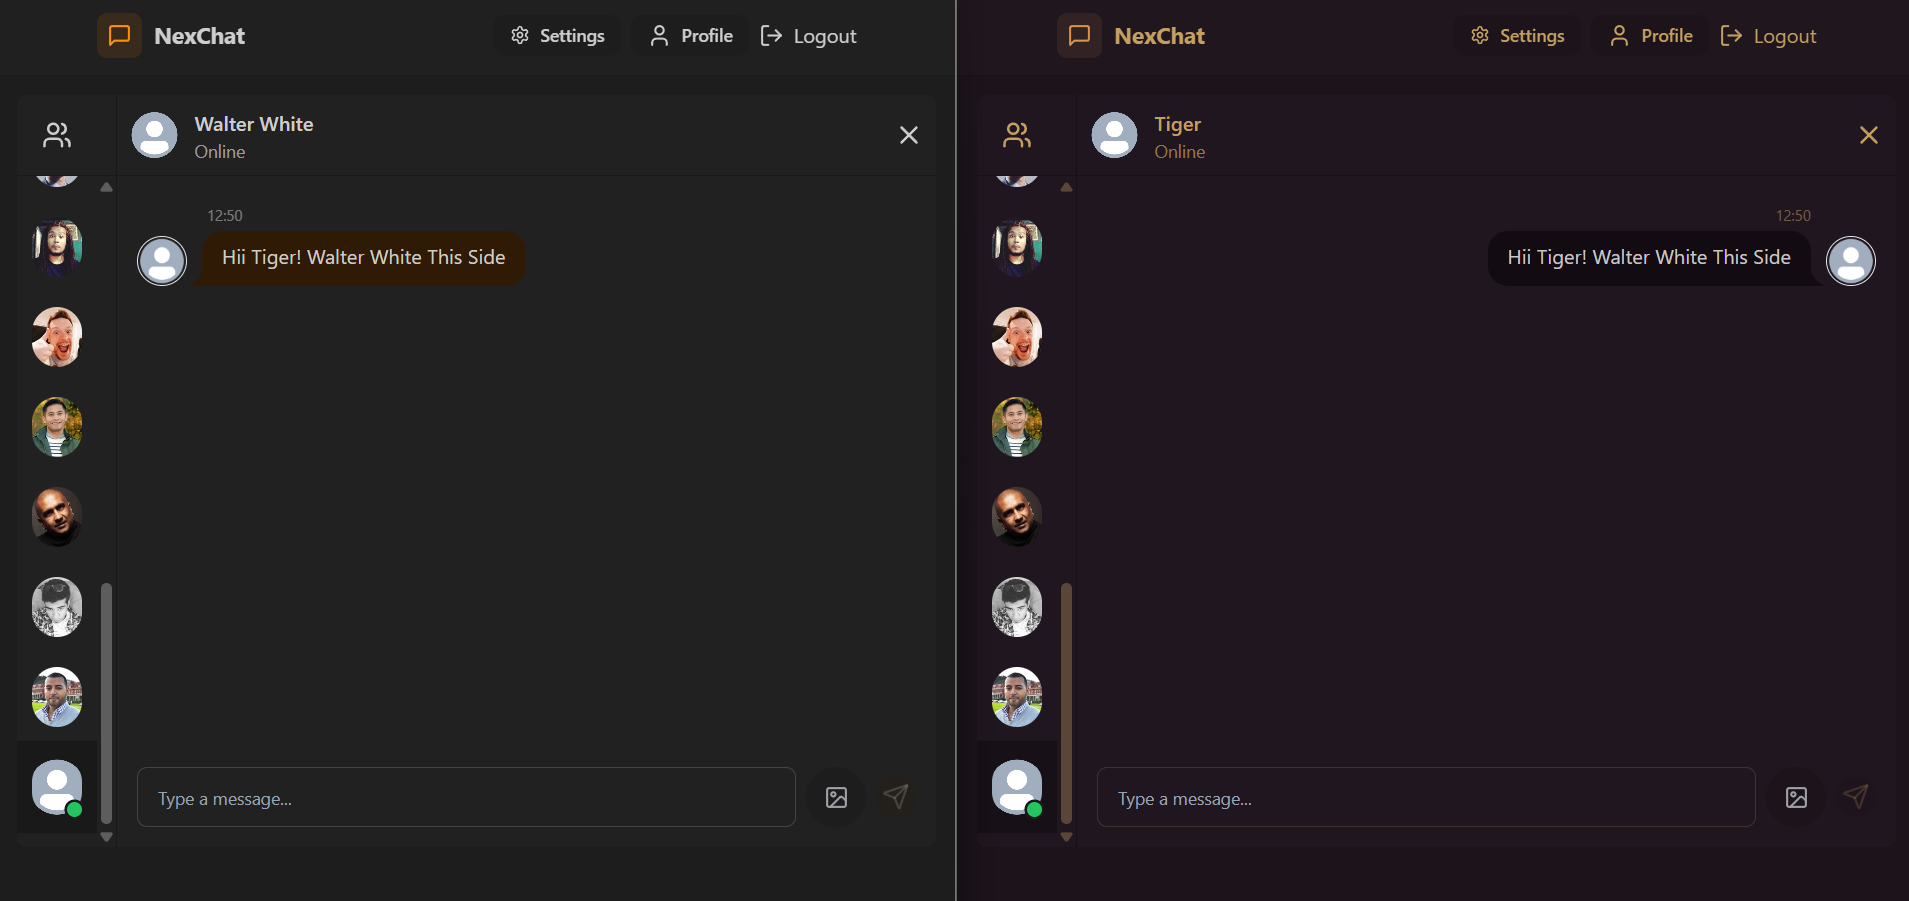 NexChat
Settings
Profile
Logout
Walter White
Online
12:50
Hii Tiger! Walter White This Side
Type a message...
NexChat
Settings
Profile
Logout
Tiger
Online
12:50
Hii Tiger! Walter White This Side
Type a message...